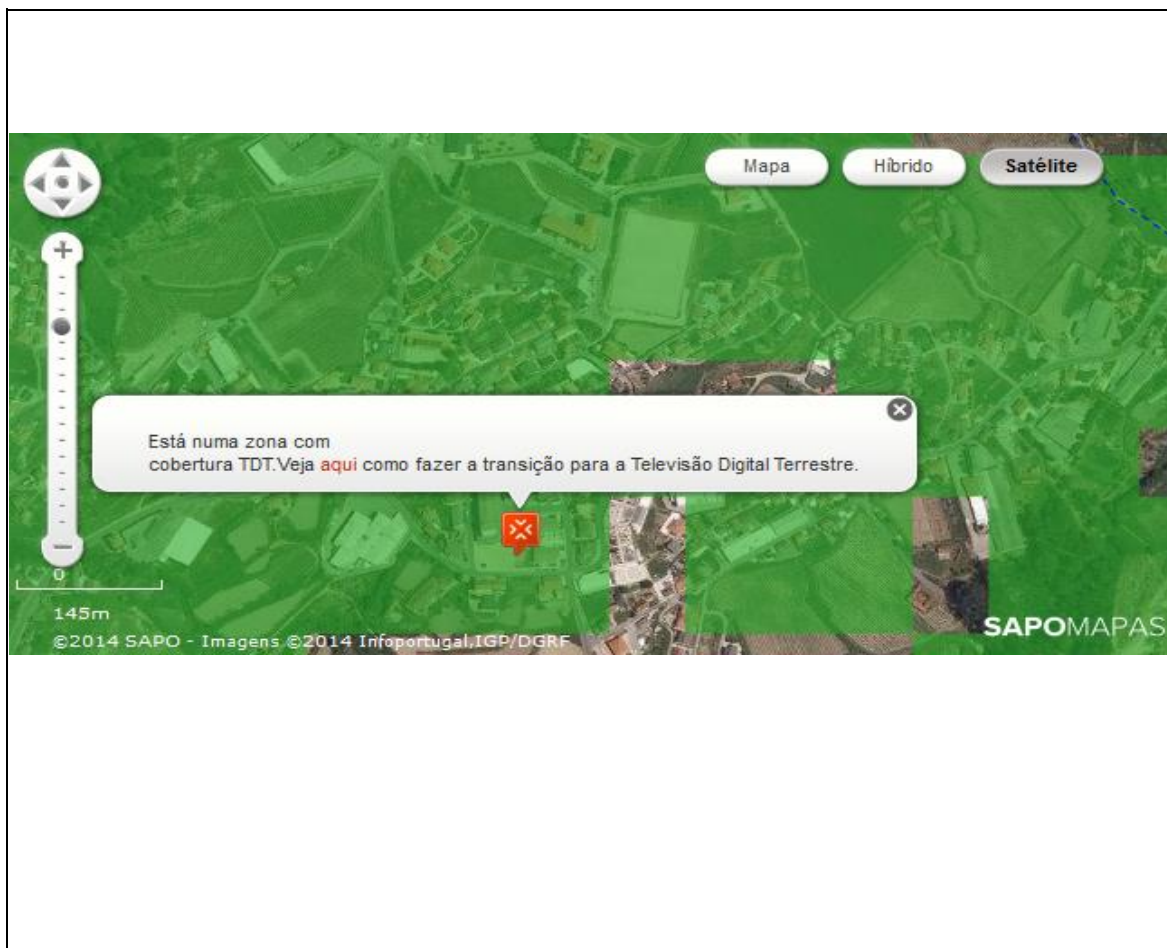 Mapa
Híbrido
Satélite
Está numa zona com
cobertura TDT.Veja aqui como fazer a transição para a Televisão Digital Terrestre.
0
145m
©2014 SAPO - Imagens ©2014 Infoportugal,IGP/DGRF
SAPOMAPAS